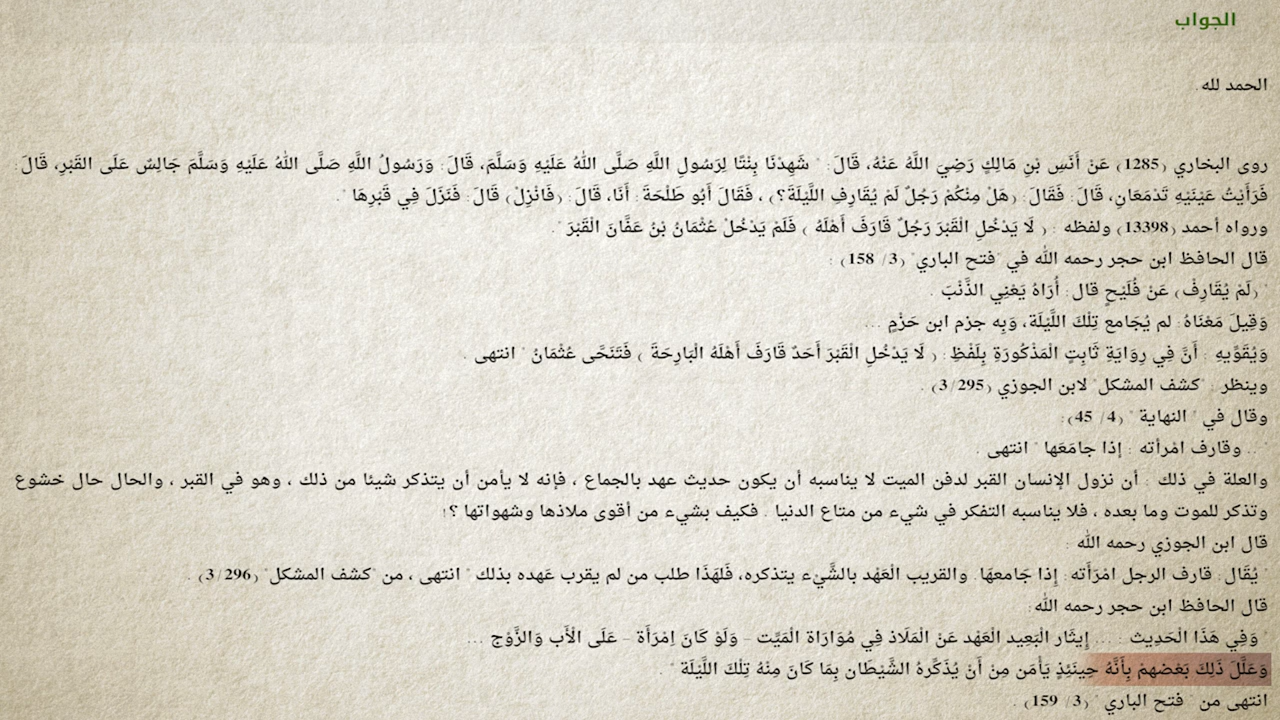 الجواب
الحمد لله.
روى البخاري (1285) عَنْ أَنَسِ بْنِ مَالِكٍ رَضِيَ اللَّهُ عَنْهُ، قَالَ: " شَهِدْنَا بِنْتًا لِرَسُولِ اللَّهِ صَلَّى اللهُ عَلَيْهِ وَسَلَّمَ، قَالَ: وَرَسُولُ اللَّهِ صَلَّى اللهُ عَلَيْهِ وَسَلَّمَ جَالِسٌ عَلَى القَبْرِ، قَالَ:
فَرَأَيْتُ عَيْنَيْهِ تَدْمَعَانِ، قَالَ: فَقَالَ: (هَلْ مِنْكُمْ رَجُلٌ لَمْ يُقَارِفِ اللَّيْلَةَ؟) ، فَقَالَ أَبُو طَلْحَةَ: أَنَا، قَالَ: (فَانْزِلْ) قَالَ: فَنَزَلَ فِي قَبْرِهَا ".
ورواه أحمد (13398) ولفظه : ( لَا يَدْخُلِ الْقَبْرَ رَجُلٌ قَارَفَ أَهْلَهُ ) فَلَمْ يَدْخُلْ عُثْمَانُ بْنُ عَفَّانَ الْقَبْرَ ".
قال الحافظ ابن حجر رحمه الله في "فتح الباري" (3/ 158) :
" (لَمْ يُقَارِفْ) عَنْ فُلَيْحٍ قال: أُرَاهُ يَعْنِي الذَّنْبَ .
وَقِيلَ مَعْنَاهُ: لم يُجَامع تِلْكَ اللَّيْلَة، وَبِه جزم ابن حَزْمٍ ...
وَيُقَوِّيهِ : أَنَّ فِي رِوَايَةِ ثَابِتٍ الْمَذْكُورَةِ بِلَفْظِ: ( لَا يَدْخُلِ الْقَبْرَ أَحَدٌ قَارَفَ أَهْلَهُ الْبَارِحَةَ ) فَتَنَحَّى عُثْمَانُ " انتهى .
وينظر : "كشف المشكل" لابن الجوزي (3/295) .
وقال في " النهاية " (4/ 45):
" .. وقارف امْرأته : إذا جامَعَها " انتهى .
والعلة في ذلك : أن نزول الإنسان القبر لدفن الميت لا يناسبه أن يكون حديث عهد بالجماع ، فإنه لا يأمن أن يتذكر شيئا من ذلك ، وهو في القبر ، والحال حال خشوع
وتذكر للموت وما بعده ، فلا يناسبه التفكر في شيء من متاع الدنيا . فكيف بشيء من أقوى ملاذها وشهواتها ؟!
قال ابن الجوزي رحمه الله :
" يُقَال: قارف الرجل امْرَأَته: إِذا جَامعهَا. والقريب الْعَهْد بالشَّيْء يتذكره، فَلهَذَا طلب من لم يقرب عَهده بذلك " انتهى ، من "كشف المشكل" (3/296) .
قال الحافظ ابن حجر رحمه الله:
" وَفِي هَذَا الْحَدِيث : ... إِيثَار الْبَعِيد الْعَهْد عَنْ الْمَلَاذ فِي مُوَارَاة الْمَيِّت – وَلَوْ كَانَ اِمْرَأَة – عَلَى الْأَب وَالزَّوْج ...
وَعَلَّلَ ذَلِكَ بَعْضهمْ بِأَنَّهُ حِينَئِذٍ يَأْمَن مِنْ أَنْ يُذَكِّرهُ الشَّيْطَان بِمَا كَانَ مِنْهُ تِلْكَ اللَّيْلَة " .
انتهى من " فتح الباري " (3/ 159) .